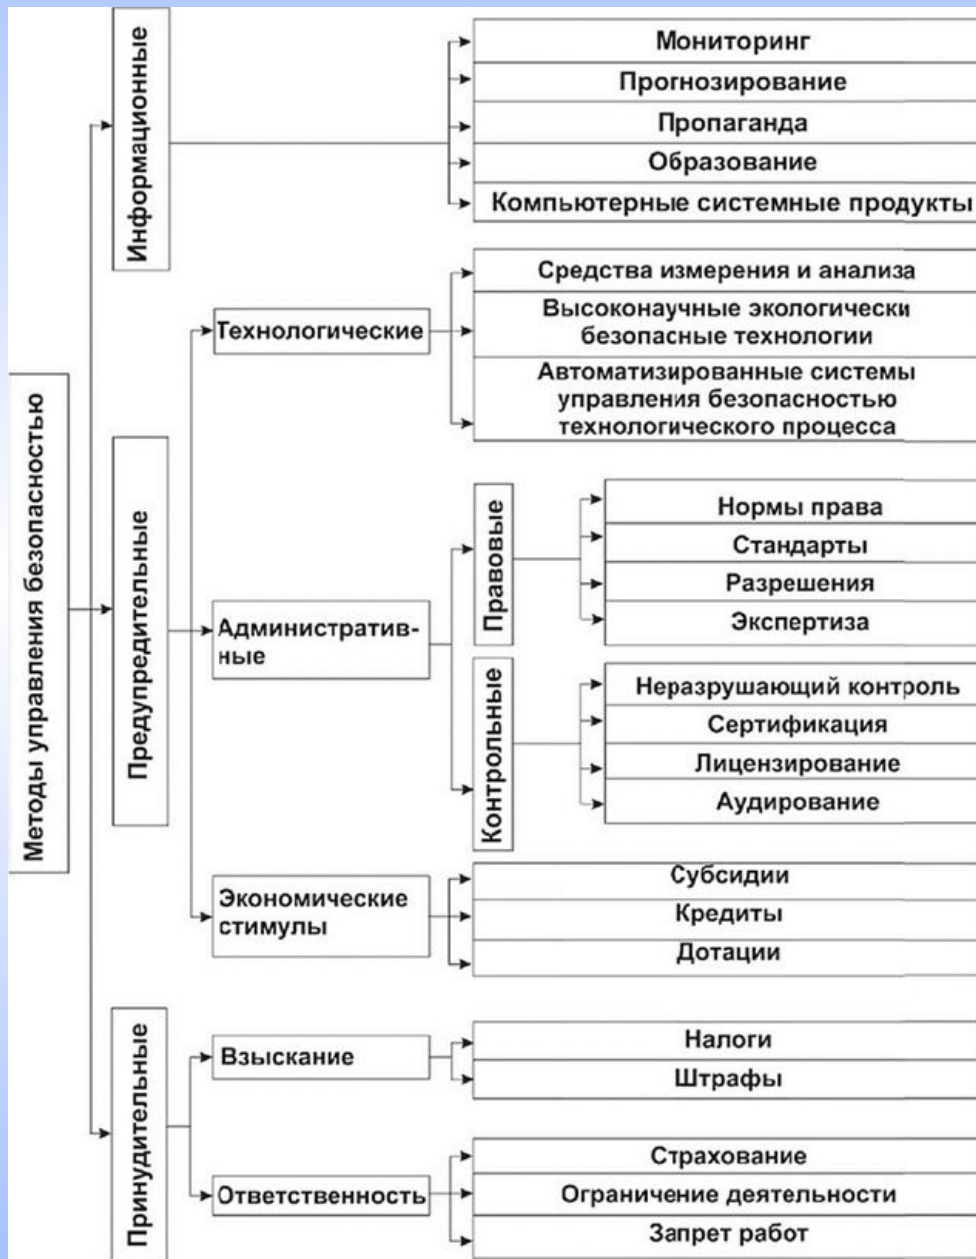 Методы управления безопасностью
Информационные
Мониторинг
Прогнозирование
Пропаганда
Образование
Компьютерные системные продукты
Предупредительные
Технологические
Средства измерения и анализа
Высоконаучные экологически
безопасные технологии
Автоматизированные системы
управления безопасностью
технологического процесса
Административ-
ные
Правовые
Нормы права
Стандарты
Разрешения
Экспертиза
Контрольные
Неразрушающий контроль
Сертификация
Лицензирование
Аудирование
Экономические
стимулы
Субсидии
Кредиты
Дотации
Принудительные
Взыскание
Налоги
Штрафы
Ответственность
Страхование
Ограничение деятельности
Запрет работ